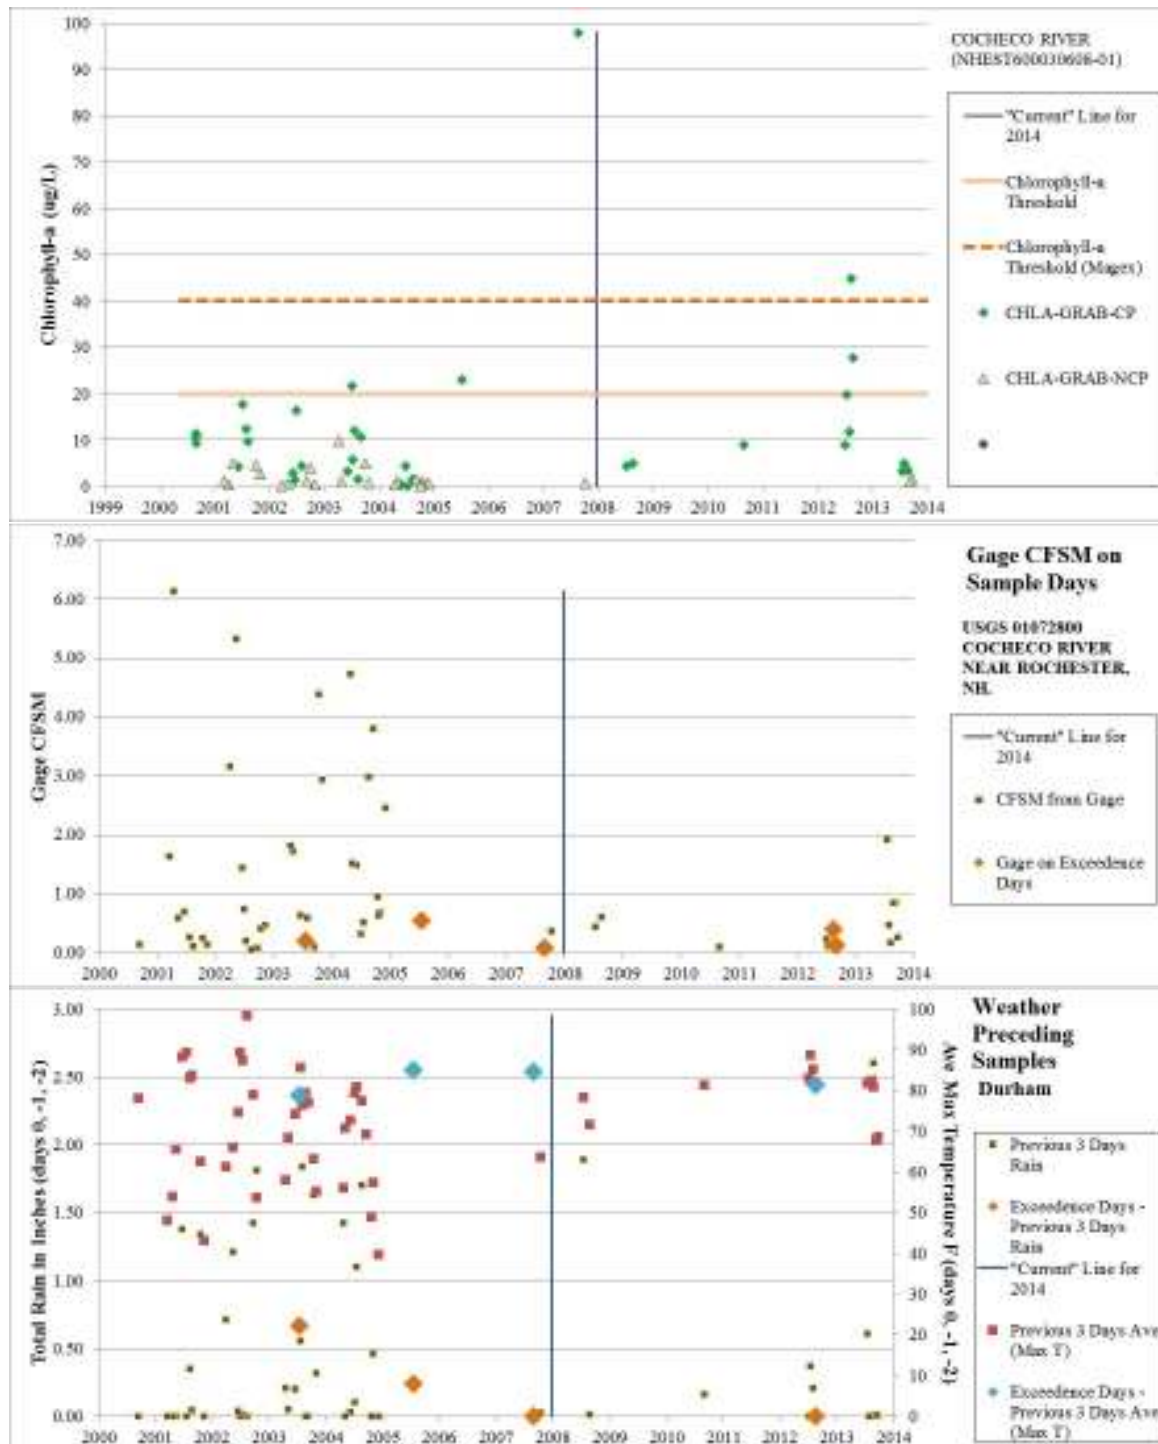 100
90
80
70
60
50
40
30
20
10
0
Chlorophyll-a (ug/L)
1999 2000 2001 2002 2003 2004 2005 2006 2007 2008 2009 2010 2011 2012 2013 2014
COCHECO RIVER
(NHEST600030608-01)
"Current" Line for
2014
Chlorophyll-a
Threshold
Chlorophyll-a
Threshold (Magex)
CHLA-GRAB-CP
CHLA-GRAB-NCP
7.00
6.00
5.00
4.00
3.00
2.00
1.00
0.00
Gage CFSM
2000 2001 2002 2003 2004 2005 2006 2007 2008 2009 2010 2011 2012 2013 2014
Gage CFSM on
Sample Days
USGS 01072800
COCHECO RIVER
NEAR ROCHESTER,
NH.
"Current" Line for
2014
CFSM from Gage
Gage on Exceedence
Days
3.00
2.50
2.00
1.50
1.00
0.50
0.00
Total Rain in Inches (days 0, -1, -2)
2000 2001 2002 2003 2004 2005 2006 2007 2008 2009 2010 2011 2012 2013 2014
100
90
80
70
60
50
40
30
20
10
0
Ave Max Temperature F (days 0, -1, -2)
Weather
Preceding
Samples
Durham
Previous 3 Days
Rain
Exceedence Days -
Previous 3 Days
Rain
"Current" Line for
2014
Previous 3 Days Ave
(Max T)
Exceedence Days -
Previous 3 Days Ave
(Max T)